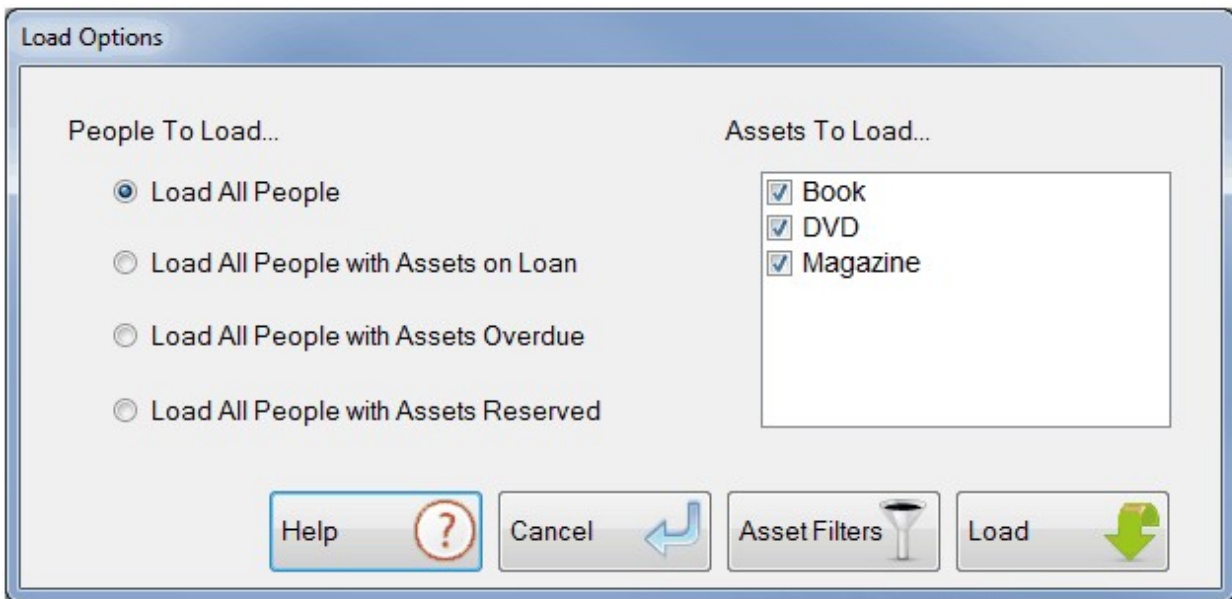 Load Options
People To Load...
Load All People
Load All People with Assets on Loan
Load All People with Assets Overdue
Load All People with Assets Reserved
Assets To Load...
Book
DVD
Magazine
Help ?
Cancel
Asset Filters
Load